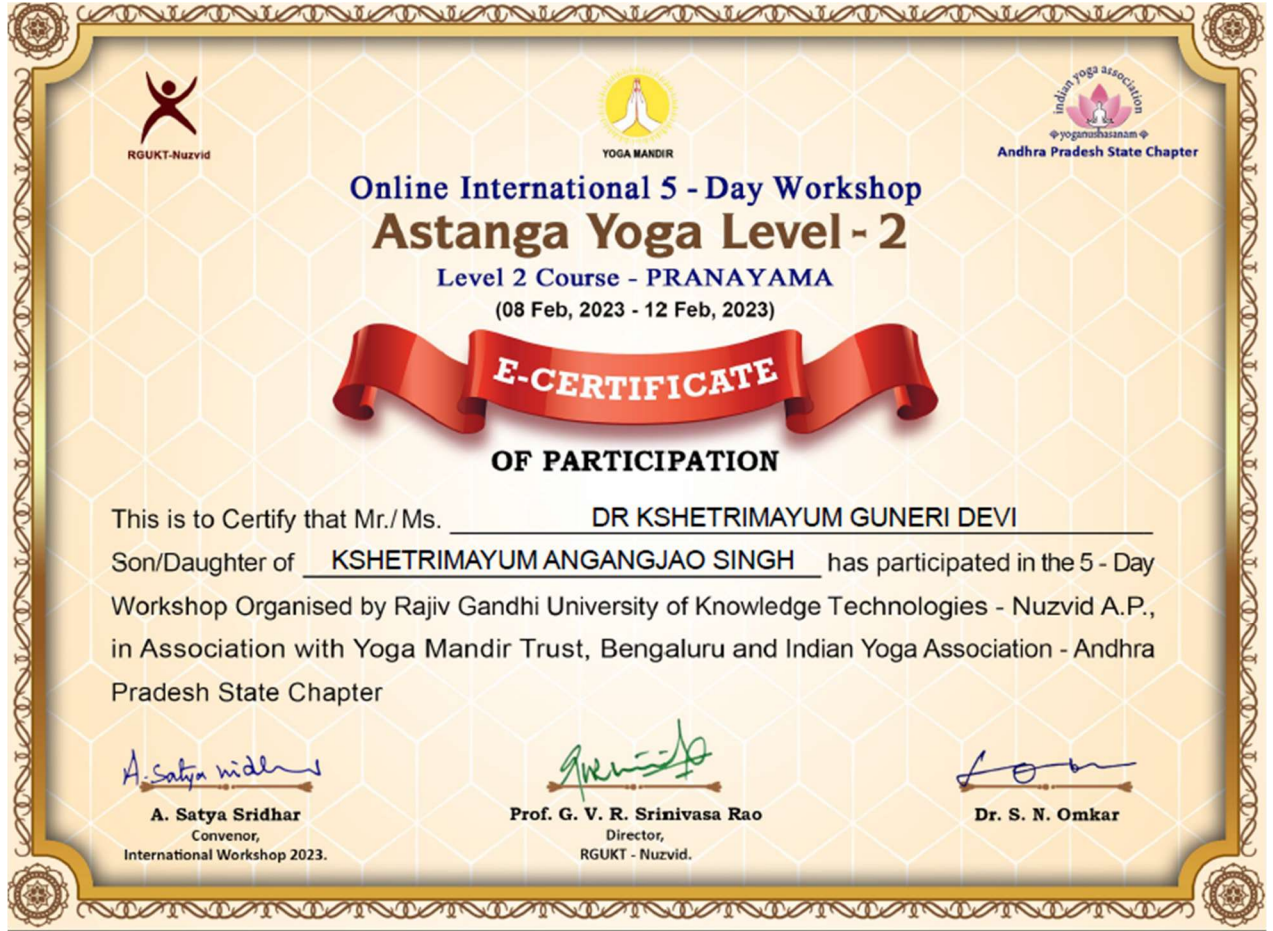 RGUKT-Nuzvid
YOGA MANDIR
indian yoga association
yoganushasanam
Andhra Pradesh State Chapter
Online International 5 - Day Workshop
Astanga Yoga Level - 2
Level 2 Course - PRANAYAMA
(08 Feb, 2023 - 12 Feb, 2023)
E-CERTIFICATE
OF PARTICIPATION
This is to Certify that Mr./Ms. DR KSHETRIMAYUM GUNERI DEVI
Son/Daughter of KSHETRIMAYUM ANGANGJAO SINGH has participated in the 5 - Day
Workshop Organised by Rajiv Gandhi University of Knowledge Technologies - Nuzvid A.P.,
in Association with Yoga Mandir Trust, Bengaluru and Indian Yoga Association - Andhra
Pradesh State Chapter
A. Satya Sridhar
Convenor,
International Workshop 2023.
Prof. G. V. R. Srinivasa Rao
Director,
RGUKT - Nuzvid.
Dr. S. N. Omkar